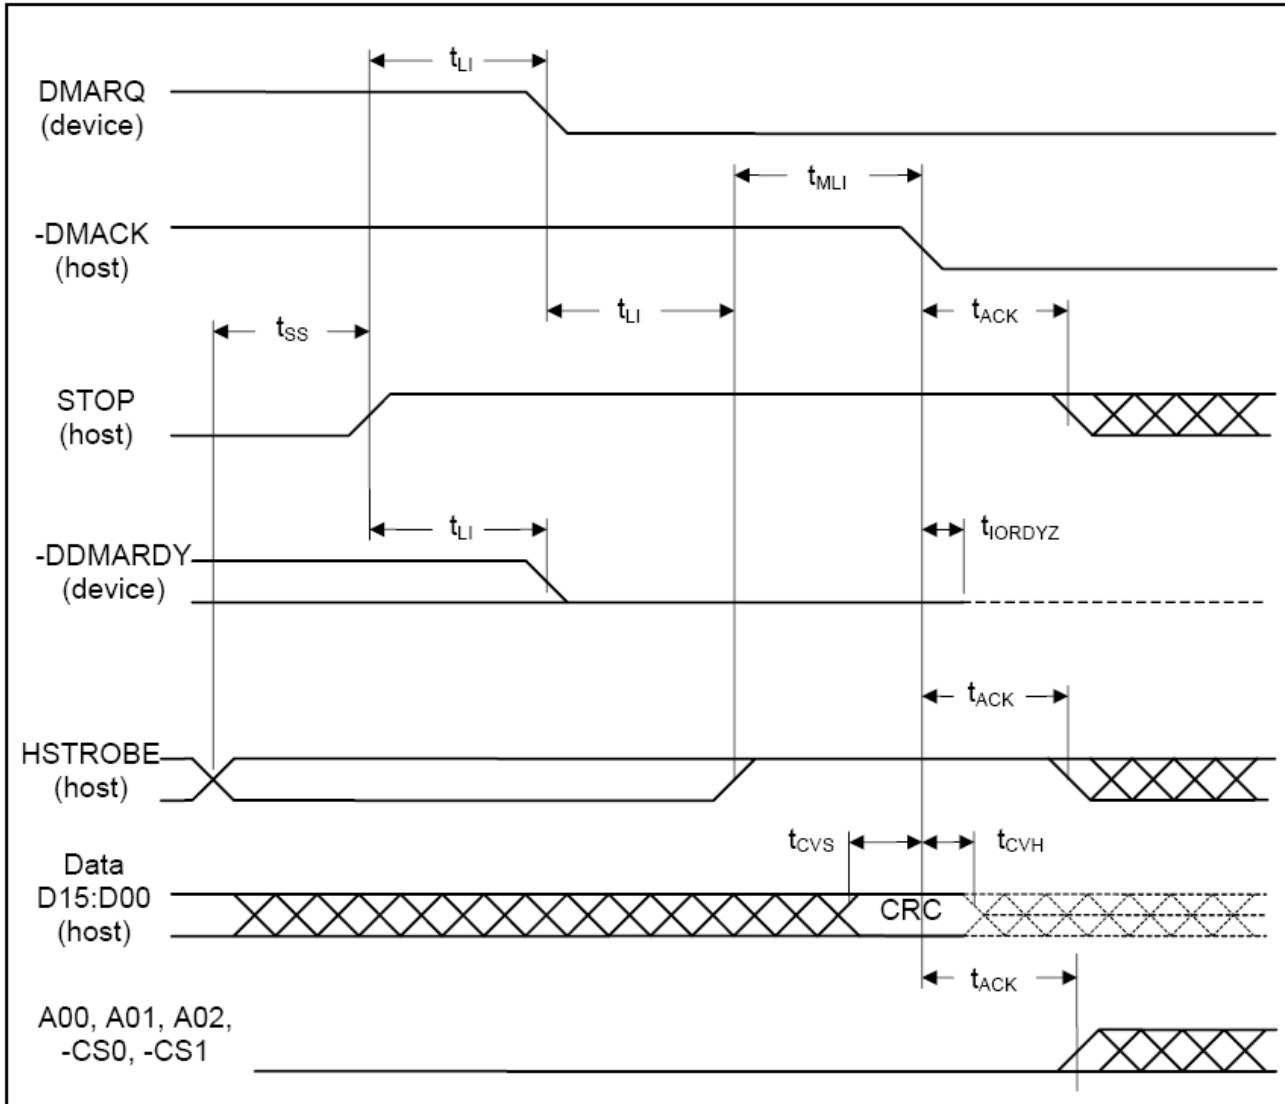 tLI
DMARQ
(device)
tMLI
-DMACK
(host)
tLI
tACK
tSS
STOP
(host)
tLI
tIORDYZ
-DDMARDY
(device)
tACK
HSTROBE
(host)
tCVS
tCVH
Data
D15:D00
(host)
CRC
tACK
A00, A01, A02,
-CS0, -CS1